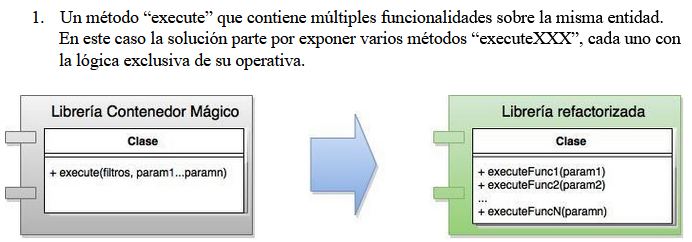 1. Un método “execute” que contiene múltiples funcionalidades sobre la misma entidad.
En este caso la solución parte por exponer varios métodos “executeXXX”, cada uno con
la lógica exclusiva de su operativa.
Librería Contenedor Mágico
Clase
+ execute(filtros, param1...paramn)
Librería refactorizada
Clase
+ executeFunc1(param1)
+ executeFunc2(param2)
...
+ executeFuncN(paramn)